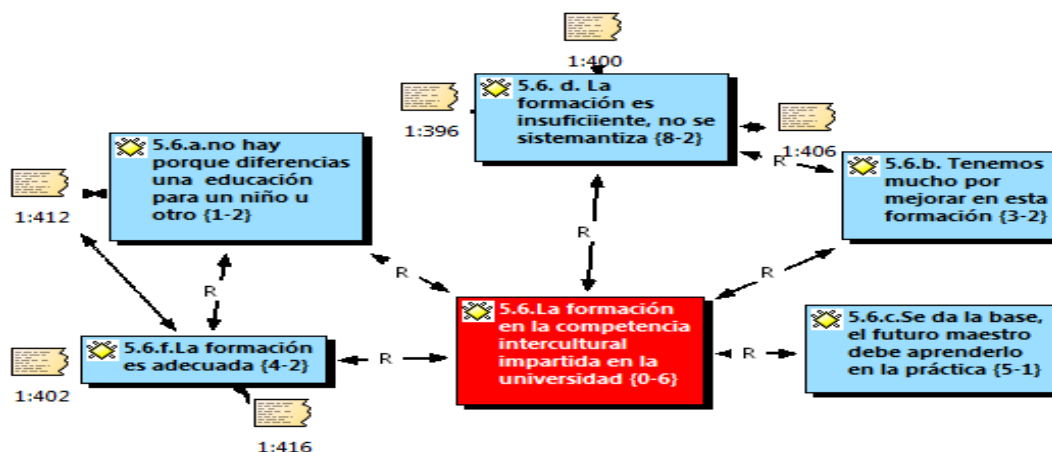 1:400
5.6. d. La
formación es
insuficiiente, no se
sistemantiza {8-2}
1:396
1:406
5.6.a.no hay
porque diferencias
una educación
para un niño u
otro {1-2}
1:412
R
5.6.b. Tenemos
mucho por
mejorar en esta
formación {3-2}
R
R
R
R
5.6.La formación
en la competencia
intercultural
impartida en la
universidad {0-6}
5.6.c.Se da la base,
el futuro maestro
debe aprenderlo
en la práctica {5-1}
R
R
5.6.f.La formación
es adecuada {4-2}
1:402
1:416